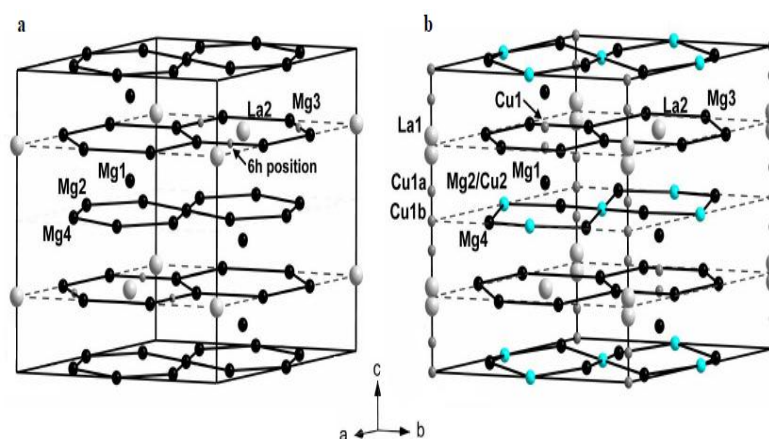 a
La2
Mg3
Mg1
6h position
Mg2
Mg4
b
Cu1
La2
Mg3
La1
Mg1
Cu1a
Mg2/Cu2
Cu1b
Mg4
c
a
b